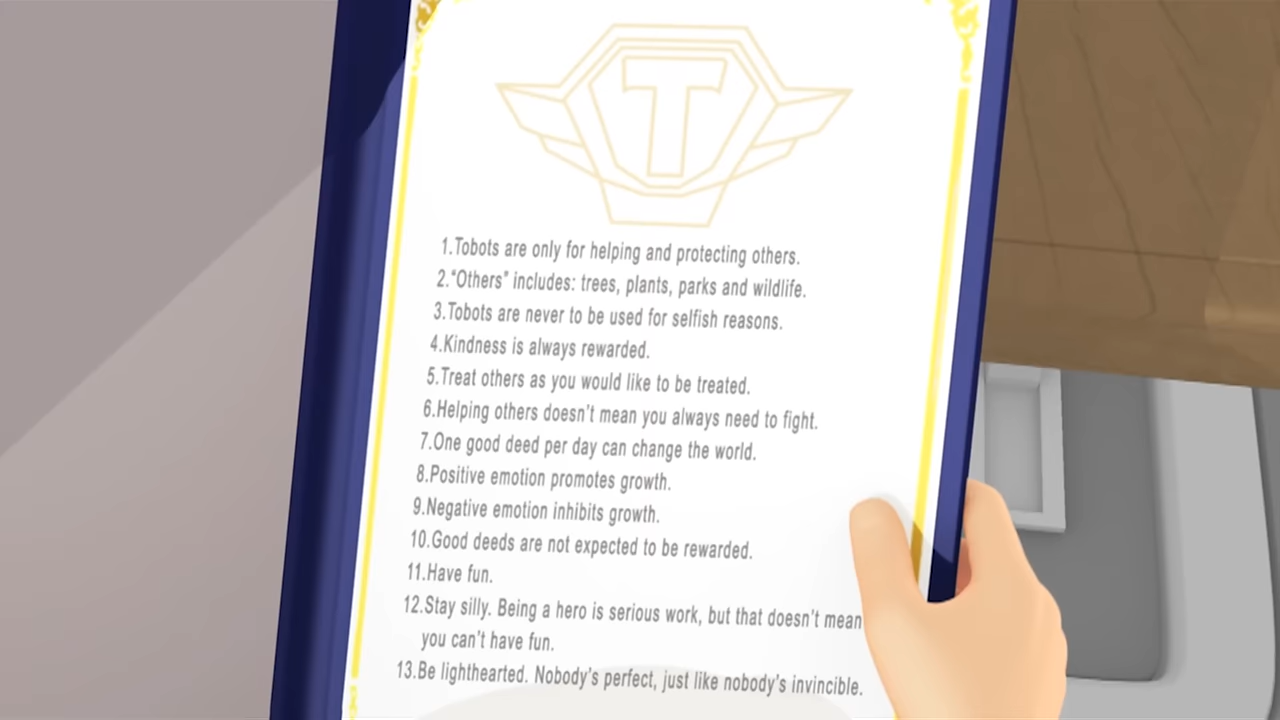 T
1.Tobots are only for helping and protecting others.
2.“Others” includes: trees, plants, parks and wildlife.
3.Tobots are never to be used for selfish reasons.
4.Kindness is always rewarded.
5.Treat others as you would like to be treated.
6.Helping others doesn’t mean you always need to fight.
7.One good deed per day can change the world.
8.Positive emotion promotes growth.
9.Negative emotion inhibits growth.
10.Good deeds are not expected to be rewarded.
11.Have fun.
12.Stay silly. Being a hero is serious work, but that doesn’t mean
you can’t have fun.
13.Be lighthearted. Nobody’s perfect, just like nobody’s invincible.